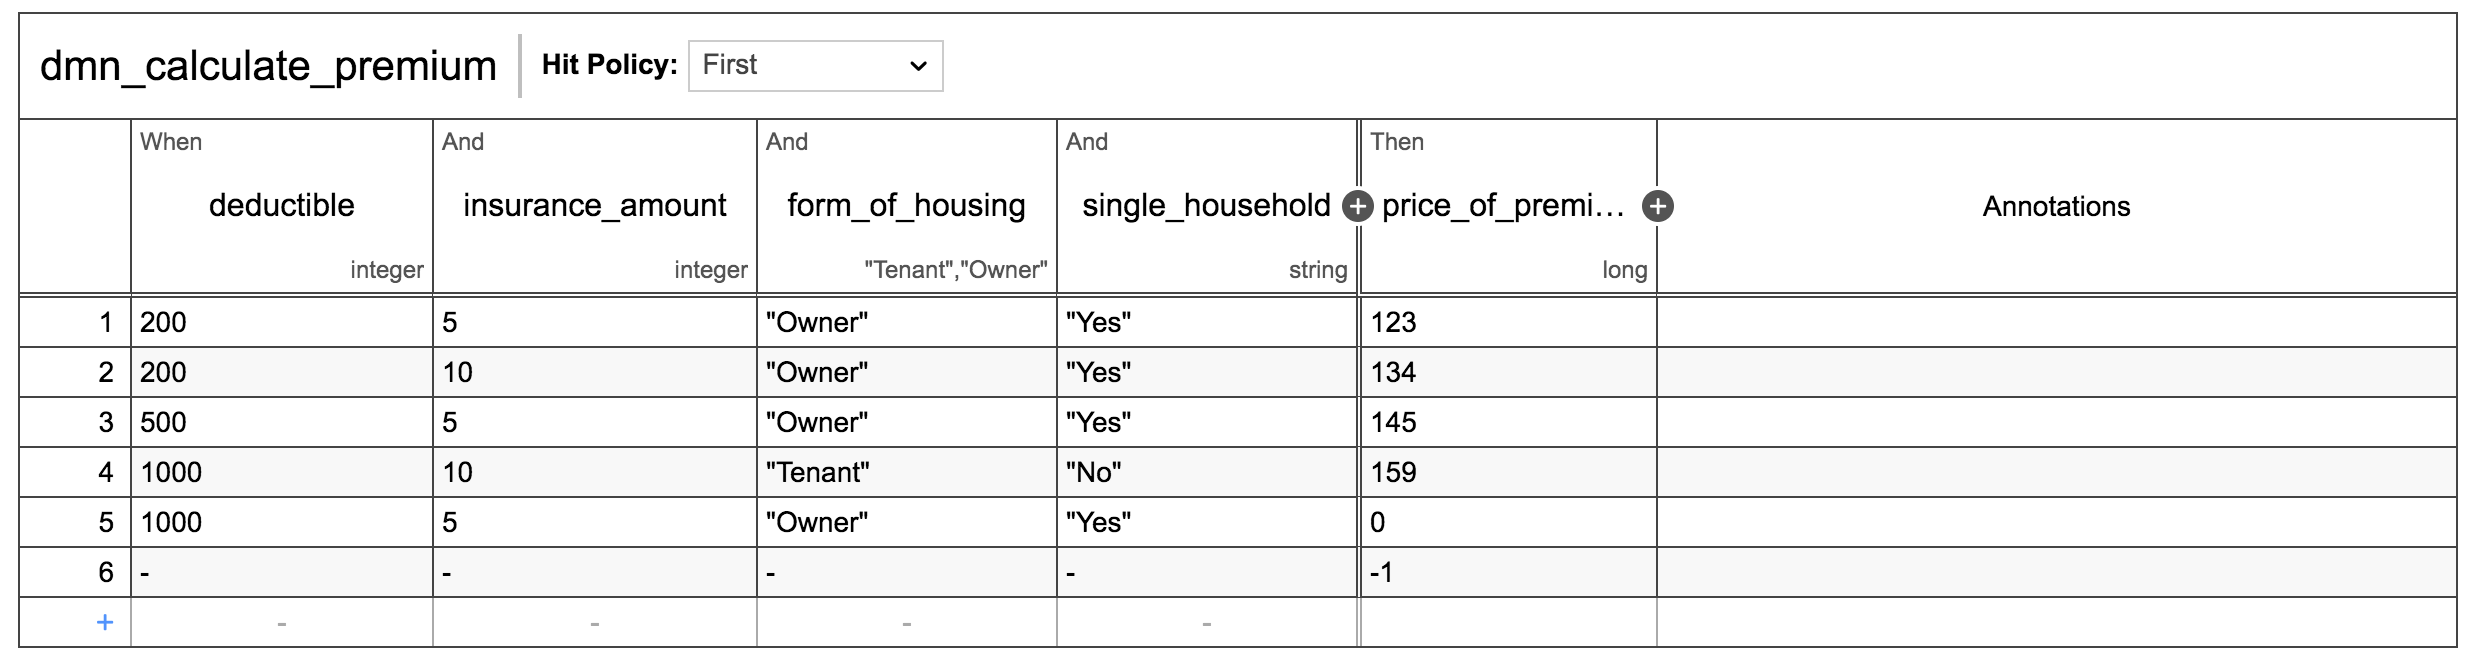 dmn_calculate_premium Hit Policy: First
When And And And Then
deductible insurance_amount form_of_housing single_household + price_of_premi… + Annotations
integer integer "Tenant","Owner" string long
1 200 5 "Owner" "Yes" 123
2 200 10 "Owner" "Yes" 134
3 500 5 "Owner" "Yes" 145
4 1000 10 "Tenant" "No" 159
5 1000 5 "Owner" "Yes" 0
6 - - - - -1
+ - - - -